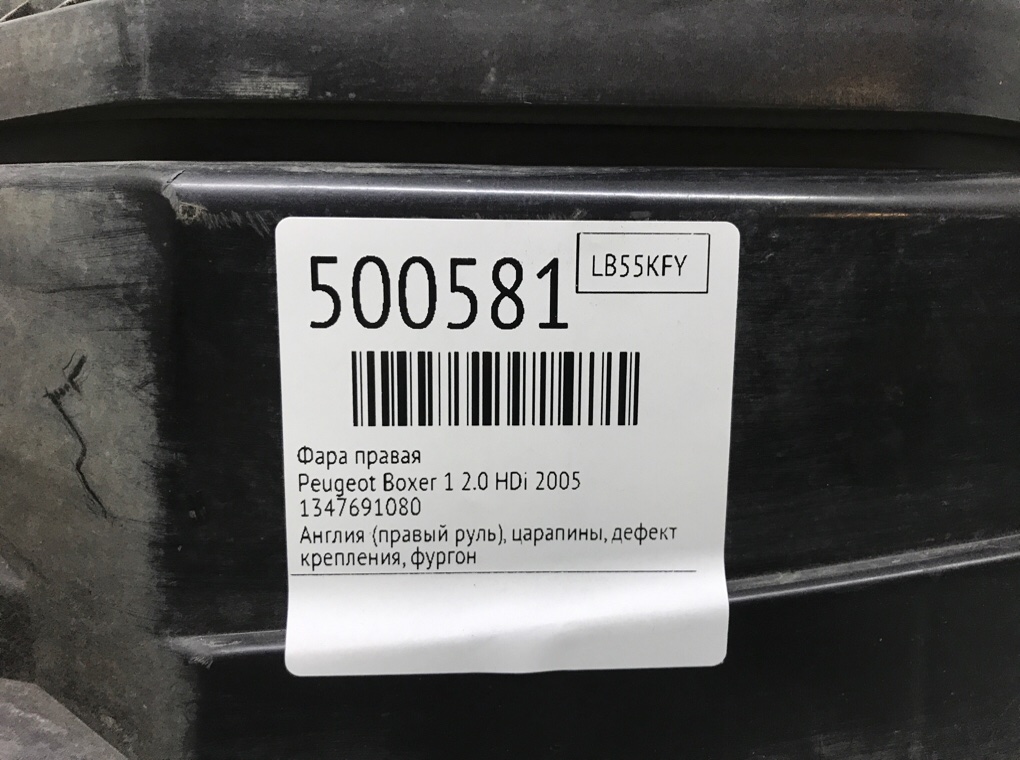 500581
LB55KFY
Фара правая
Peugeot Boxer 1 2.0 HDi 2005
1347691080
Англия (правый руль), царапины, дефект
крепления, фургон